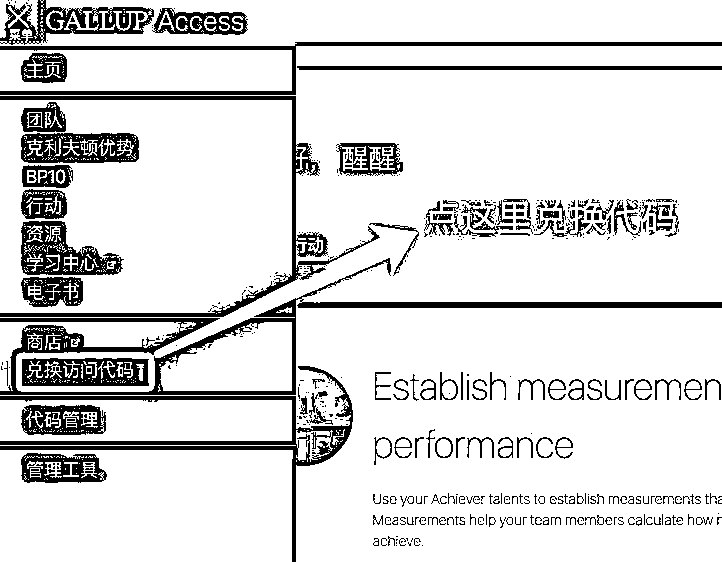 GALLUP Access
主页
团队
克利夫顿优势
BP10
行动
资源
学习中心
电子书
商店
兑换访问代码
代码管理
管理工具
好, 醒醒,
行动
点这里兑换代码
Establish measuremen
performance
Use your Achiever talents to establish measurements tha
Measurements help your team members calculate how
achieve.